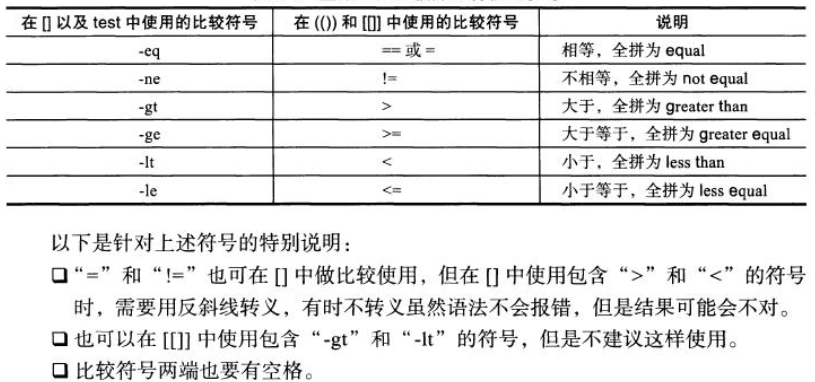 在 [] 以及 test 中使用的比较符号 在 (()) 和 [[]] 中使用的比较符号 说明
-eq == 或 = 相等，全拼为 equal
-ne != 不相等，全拼为 not equal
-gt > 大于，全拼为 greater than
-ge >= 大于等于，全拼为 greater equal
-lt < 小于，全拼为 less than
-le <= 小于等于，全拼为 less equal
以下是针对上述符号的特别说明：
❑ “=”和“!=”也可在 [] 中做比较使用，但在 [] 中使用包含“>”和“<”的符号
时，需要用反斜线转义，有时不转义虽然语法不会报错，但是结果可能会不对。
❑ 也可以在 [[]] 中使用包含“-gt”和“-lt”的符号，但是不建议这样使用。
❑ 比较符号两端也要有空格。